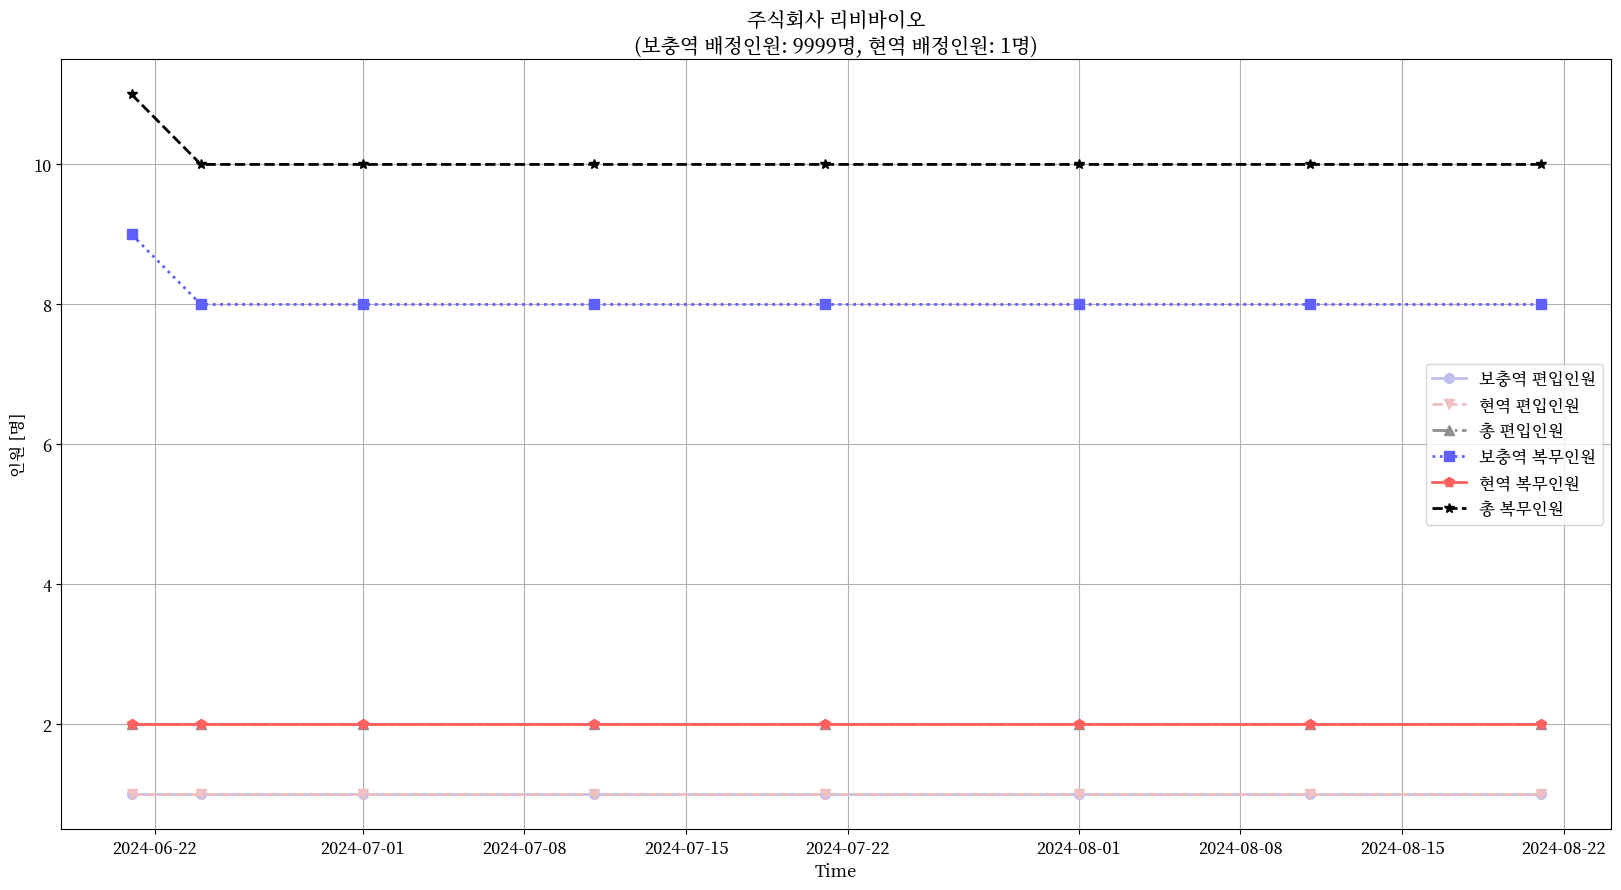 주식회사 리비바이오
(보충역 배정인원: 9999명, 현역 배정인원: 1명)
인원 [명]
10
8
6
4
2
보충역 편입인원
현역 편입인원
총 편입인원
보충역 복무인원
현역 복무인원
총 복무인원
2024-06-22
2024-07-01
2024-07-08
2024-07-15
2024-07-22
2024-08-01
2024-08-08
2024-08-15
2024-08-22
Time